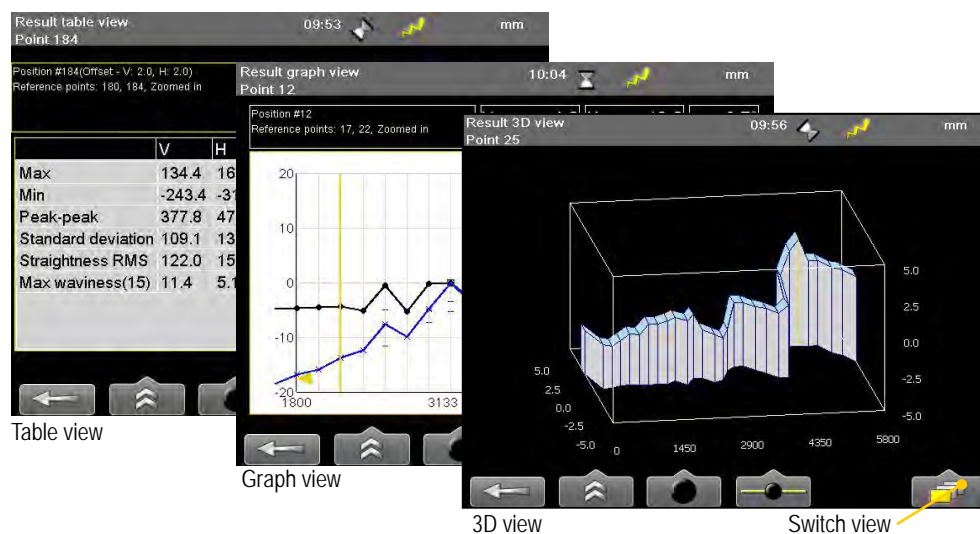 Result table view 09:53 mm
Point 184
Position #184(Offset - V: 2.0, H: 2.0)
Reference points: 180, 184, Zoomed in
V H
Max 134.4
Min -243.4
Peak-peak 377.8
Standard deviation 109.1
Straightness RMS 122.0
Max waviness(15) 11.4
Table view
Result graph view 10:04 mm
Point 12
Position #12
Reference points: 17, 22, Zoomed in
20
10
0
-10
-20
1800 3133
Graph view
Result 3D view 09:56 mm
Point 25
5.0
2.5
0.0
-2.5
-5.0
5.0
2.5
0.0
-2.5
-5.0
0 1450 2900 4350 5800
3D view Switch view